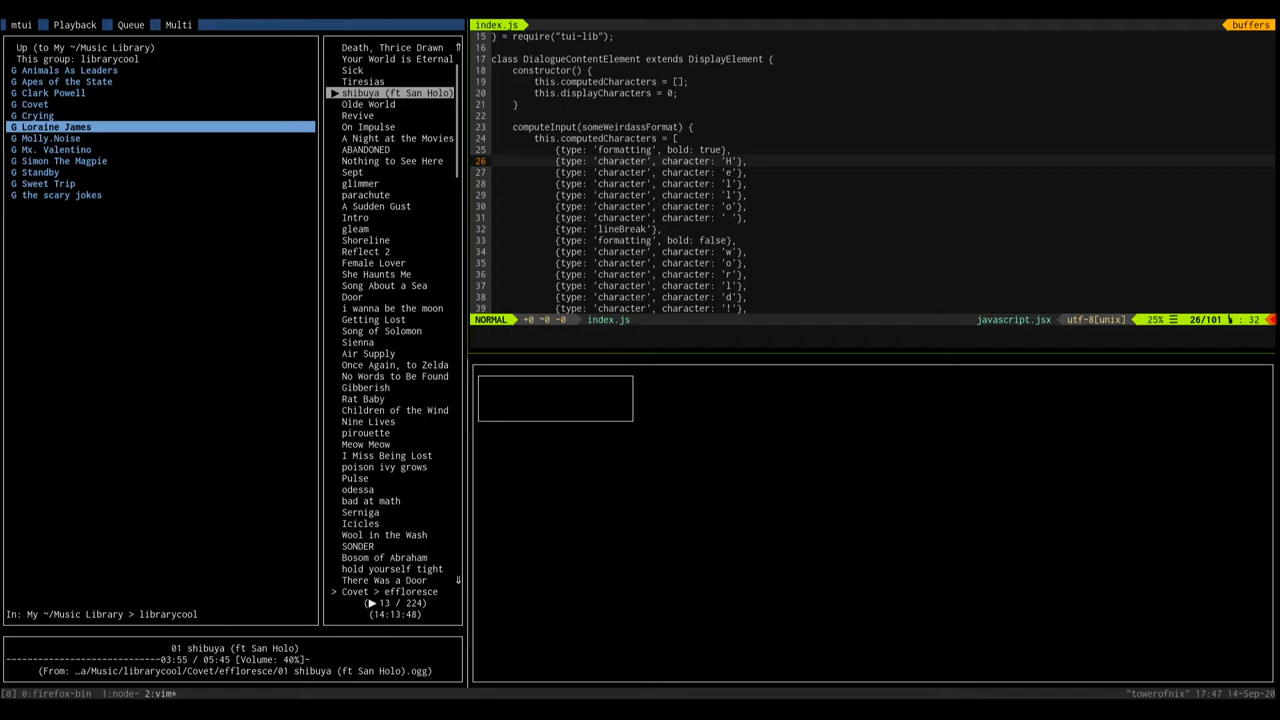 mtui Playback Queue Multi
Up (to My ~/Music Library)
This group: librarycool
G Animals As Leaders
G Apes of the State
G Clark Powell
G Covet
G Crying
G Loraine James
G Molly.Noise
G Mx. Valentino
G Simon The Magpie
G Standby
G Sweet Trip
G the scary jokes
In: My ~/Music Library > librarycool
Death, Thrice Drawn ⇑
Your World is Eternal
Sick
Tiresias
▶ shibuya (ft San Holo)
Olde World
Revive
On Impulse
A Night at the Movies
ABANDONED
Nothing to See Here
Sept
glimmer
parachute
A Sudden Gust
Intro
gleam
Shoreline
Reflect 2
Female Lover
She Haunts Me
Song About a Sea
Door
i wanna be the moon
Getting Lost
Song of Solomon
Sienna
Air Supply
Once Again, to Zelda
No Words to Be Found
Gibberish
Rat Baby
Children of the Wind
Nine Lives
pirouette
Meow Meow
I Miss Being Lost
poison ivy grows
Pulse
odessa
bad at math
Serniga
Icicles
Wool in the Wash
SONDER
Bosom of Abraham
hold yourself tight
There Was a Door ⇓
> Covet > effloresce
(▶ 13 / 224)
(14:13:48)
01 shibuya (ft San Holo)
-----------------------------03:55 / 05:45 [Volume: 40%]-
(From: …a/Music/librarycool/Covet/effloresce/01 shibuya (ft San Holo).ogg)
index.js buffers
15 } = require("tui-lib");
16
17 class DialogueContentElement extends DisplayElement {
18 constructor() {
19 this.computedCharacters = [];
20 this.displayCharacters = 0;
21 }
22
23 computeInput(someWeirdassFormat) {
24 this.computedCharacters = [
25 {type: 'formatting', bold: true},
26 {type: 'character', character: 'H'},
27 {type: 'character', character: 'e'},
28 {type: 'character', character: 'l'},
29 {type: 'character', character: 'l'},
30 {type: 'character', character: 'o'},
31 {type: 'character', character: ' '},
32 {type: 'lineBreak'},
33 {type: 'formatting', bold: false},
34 {type: 'character', character: 'w'},
35 {type: 'character', character: 'o'},
36 {type: 'character', character: 'r'},
37 {type: 'character', character: 'l'},
38 {type: 'character', character: 'd'},
39 {type: 'character', character: '!'},
NORMAL +0 ~0 -0 index.js javascript.jsx utf-8[unix] 25% ☰ 26/101 : 32
[0] 0:firefox-bin 1:node- 2:vim* "towerofnix" 17:47 14-Sep-20